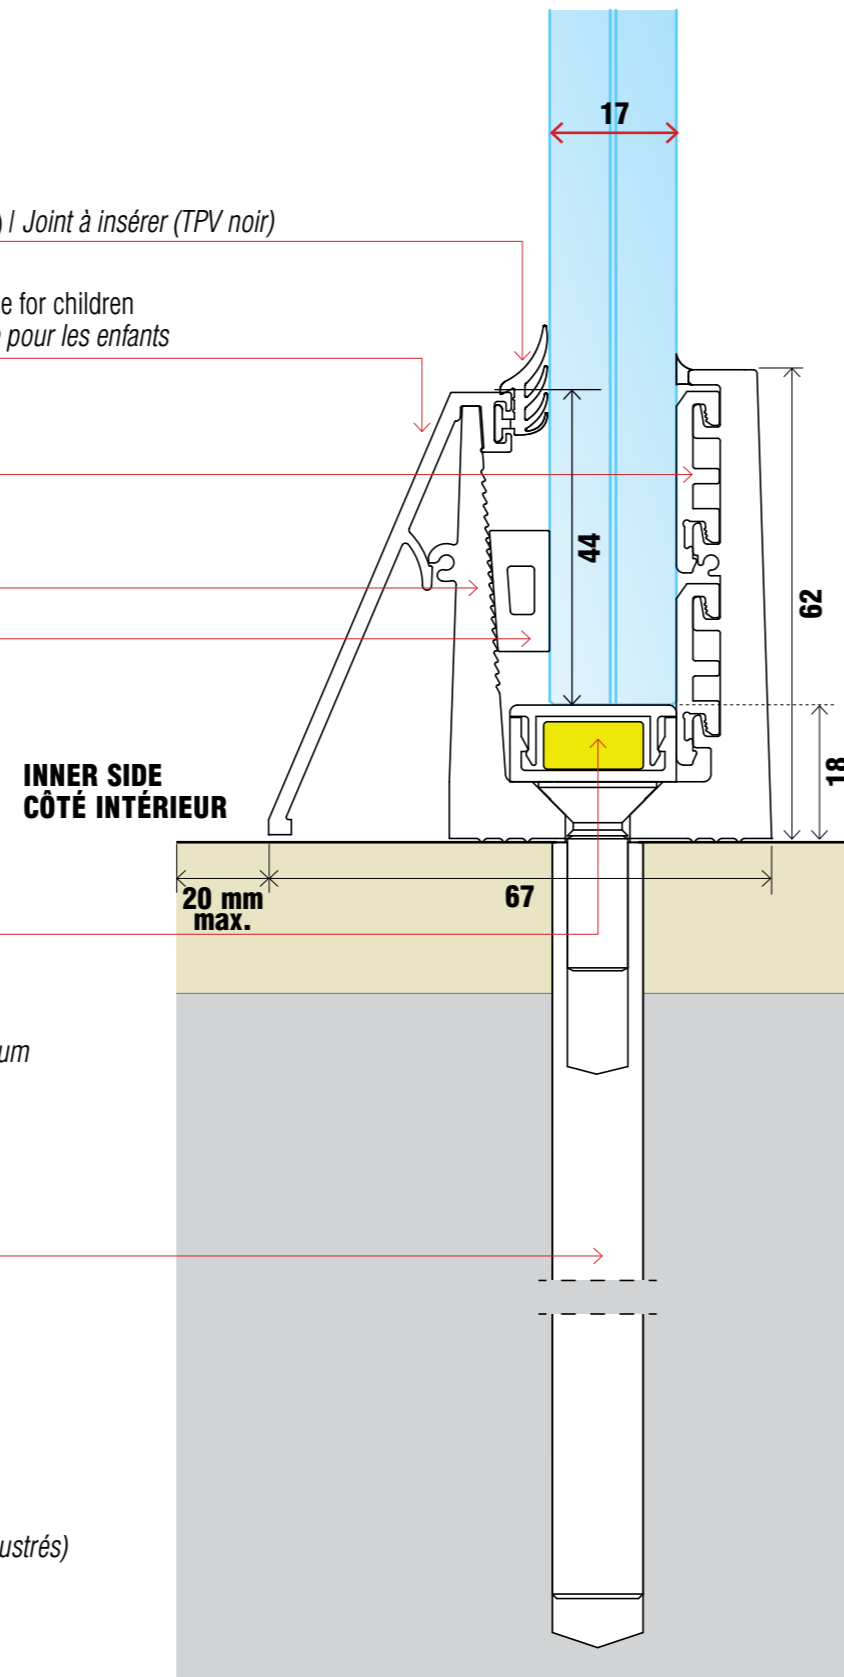 17
) / Joint à insérer (TPV noir)
e for children
pour les enfants
44
62
INNER SIDE
CÔTÉ INTÉRIEUR
18
20 mm
max.
67
um
ustrés)